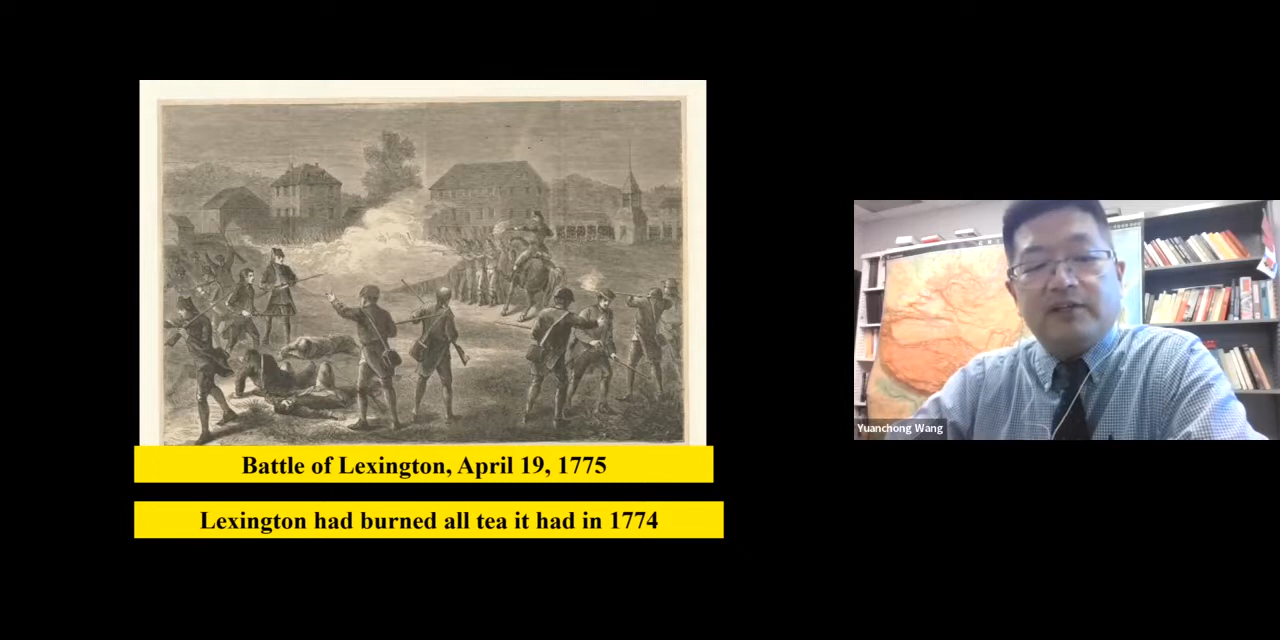 Battle of Lexington, April 19, 1775
Lexington had burned all tea it had in 1774
Yuanchong Wang